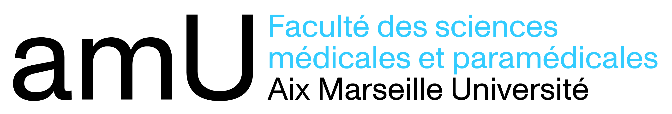 amU
Faculté des sciences
médicales et paramédicales
Aix Marseille Université